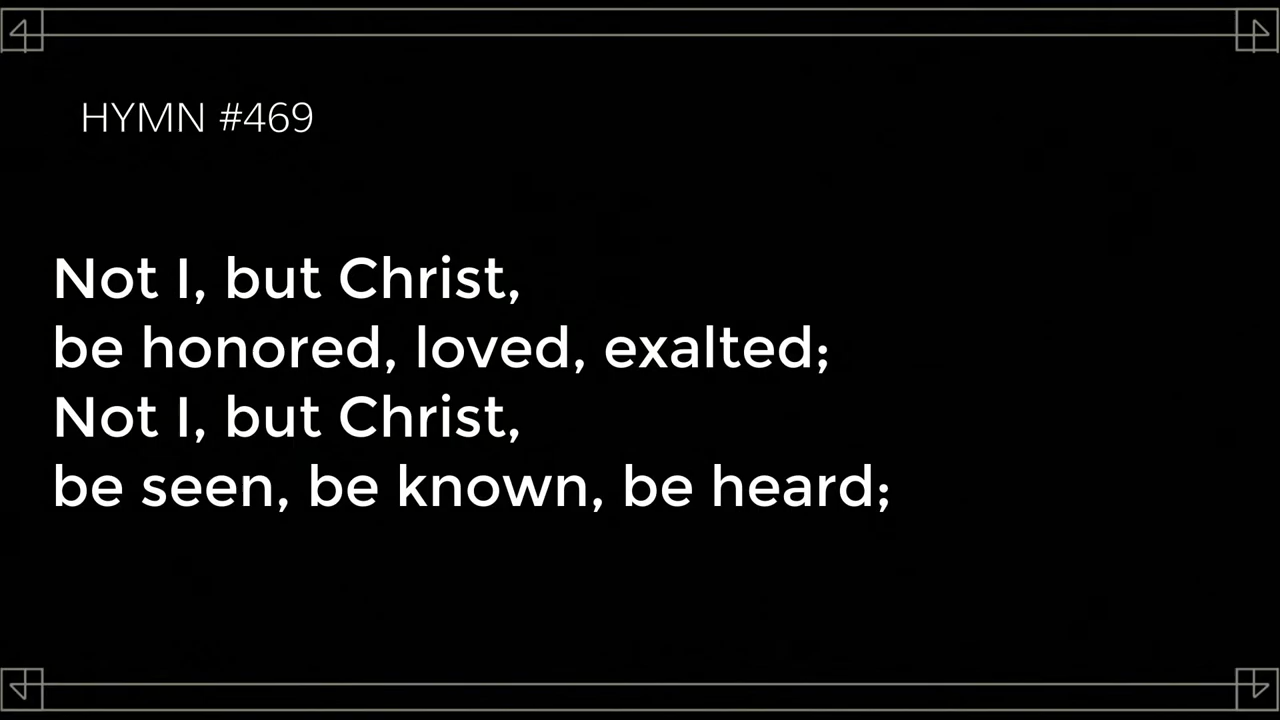 HYMN #469
Not I, but Christ,
be honored, loved, exalted;
Not I, but Christ,
be seen, be known, be heard;